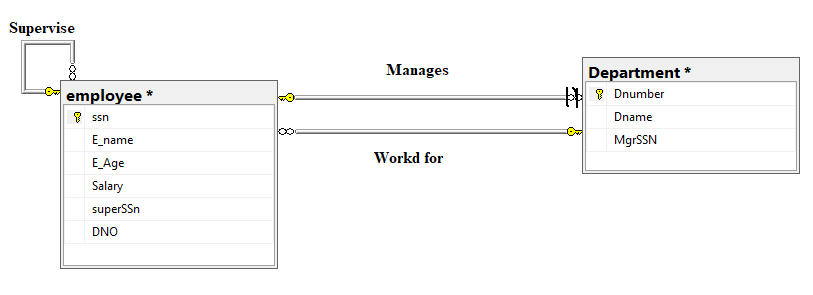 Supervise
Manages
employee *
ssn
E_name
E_Age
Salary
superSSn
DNO
Workd for
Department *
Dnumber
Dname
MgrSSN